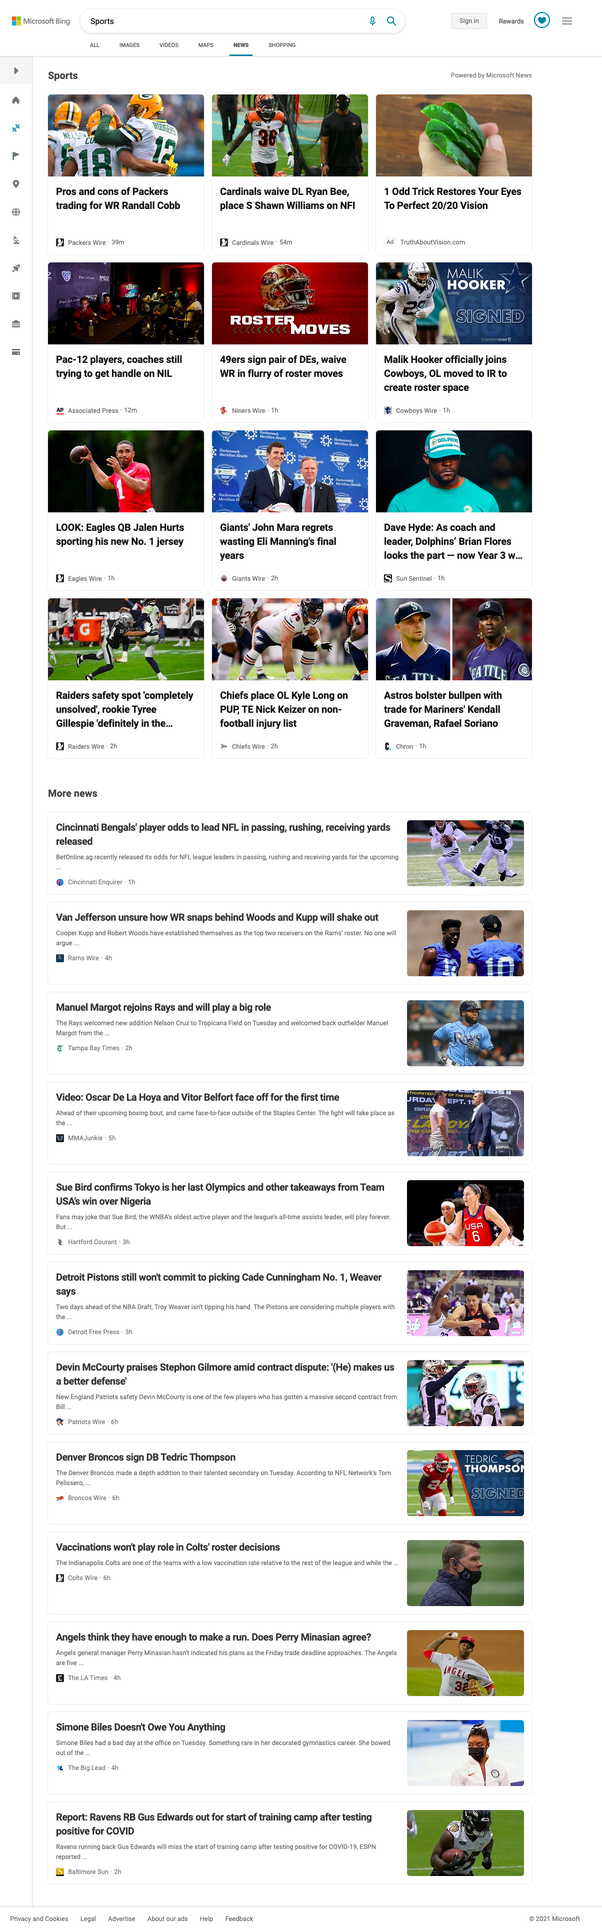 Microsoft Bing
Sports
Sign in
Rewards
ALL IMAGES VIDEOS MAPS NEWS SHOPPING
Sports
Powered by Microsoft News
Pros and cons of Packers
trading for WR Randall Cobb
Packers Wire · 39m
Cardinals waive DL Ryan Bee,
place S Shawn Williams on NFI
Cardinals Wire · 54m
1 Odd Trick Restores Your Eyes
To Perfect 20/20 Vision
Ad TruthAboutVision.com
Pac-12 players, coaches still
trying to get handle on NIL
AP Associated Press · 12m
ROSTER
MOVES
49ers sign pair of DEs, waive
WR in flurry of roster moves
Niners Wire · 1h
MALIK
HOOKER
SIGNED
Malik Hooker officially joins
Cowboys, OL moved to IR to
create roster space
Cowboys Wire · 1h
LOOK: Eagles QB Jalen Hurts
sporting his new No. 1 jersey
Eagles Wire · 1h
Giants' John Mara regrets
wasting Eli Manning's final
years
Giants Wire · 2h
DOLPHINS
Dave Hyde: As coach and
leader, Dolphins' Brian Flores
looks the part — now Year 3 w...
Sun Sentinel · 1h
Raiders safety spot 'completely
unsolved', rookie Tyree
Gillespie 'definitely in the...
Raiders Wire · 2h
Chiefs place OL Kyle Long on
PUP, TE Nick Keizer on non-
football injury list
Chiefs Wire · 2h
Astros bolster bullpen with
trade for Mariners' Kendall
Graveman, Rafael Soriano
Chron · 1h
More news
Cincinnati Bengals' player odds to lead NFL in passing, rushing, receiving yards
released
BetOnline.ag recently released its odds for NFL league leaders in passing, rushing and receiving yards for the upcoming
...
Cincinnati Enquirer · 1h
Van Jefferson unsure how WR snaps behind Woods and Kupp will shake out
Cooper Kupp and Robert Woods have established themselves as the top two receivers on the Rams' roster. No one will
argue ...
Rams Wire · 4h
Manuel Margot rejoins Rays and will play a big role
The Rays welcomed new addition Nelson Cruz to Tropicana Field on Tuesday and welcomed back outfielder Manuel
Margot from the ...
Tampa Bay Times · 2h
Video: Oscar De La Hoya and Vitor Belfort face off for the first time
Ahead of their upcoming boxing bout, and came face-to-face outside of the Staples Center. The fight will take place as
the ...
MMAJunkie · 5h
Sue Bird confirms Tokyo is her last Olympics and other takeaways from Team
USA's win over Nigeria
Fans may joke that Sue Bird, the WNBA's oldest active player and the league's all-time assists leader, will play forever.
But ...
Hartford Courant · 3h
USA
6
Detroit Pistons still won't commit to picking Cade Cunningham No. 1, Weaver
says
Two days ahead of the NBA Draft, Troy Weaver isn't tipping his hand. The Pistons are considering multiple players with
the ...
Detroit Free Press · 3h
Devin McCourty praises Stephon Gilmore amid contract dispute: '(He) makes us
a better defense'
New England Patriots safety Devin McCourty is one of the few players who has gotten a massive second contract from
Bill ...
Patriots Wire · 6h
Denver Broncos sign DB Tedric Thompson
The Denver Broncos made a depth addition to their talented secondary on Tuesday. According to NFL Network's Tom
Pelissero, ...
Broncos Wire · 6h
TEDRIC
THOMPSON
SIGNED
Vaccinations won't play role in Colts' roster decisions
The Indianapolis Colts are one of the teams with a low vaccination rate relative to the rest of the league and while the ...
Colts Wire · 6h
Angels think they have enough to make a run. Does Perry Minasian agree?
Angels general manager Perry Minasian hasn't indicated his plans as the Friday trade deadline approaches. The Angels
are five ...
The LA Times · 4h
ANGELS
32
Simone Biles Doesn't Owe You Anything
Simone Biles had a bad day at the office on Tuesday. Something rare in her decorated gymnastics career. She bowed
out of the ...
The Big Lead · 4h
Report: Ravens RB Gus Edwards out for start of training camp after testing
positive for COVID
Ravens running back Gus Edwards will miss the start of training camp after testing positive for COVID-19, ESPN
reported ...
Baltimore Sun · 2h
Privacy and Cookies Legal Advertise About our ads Help Feedback
© 2021 Microsoft